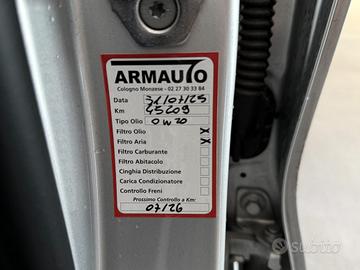 ARMAUTO
Cologno Monzese - 02 27 30 33 84
Data 31/07/25
Km 45209
Tipo Olio 0W20
Filtro Olio X
Filtro Aria X
Filtro Carburante
Filtro Abitacolo
Cinghia Distribuzione
Carica Condizionatore
Controllo Freni
Prossimo Controllo a Km:
07/26
subito